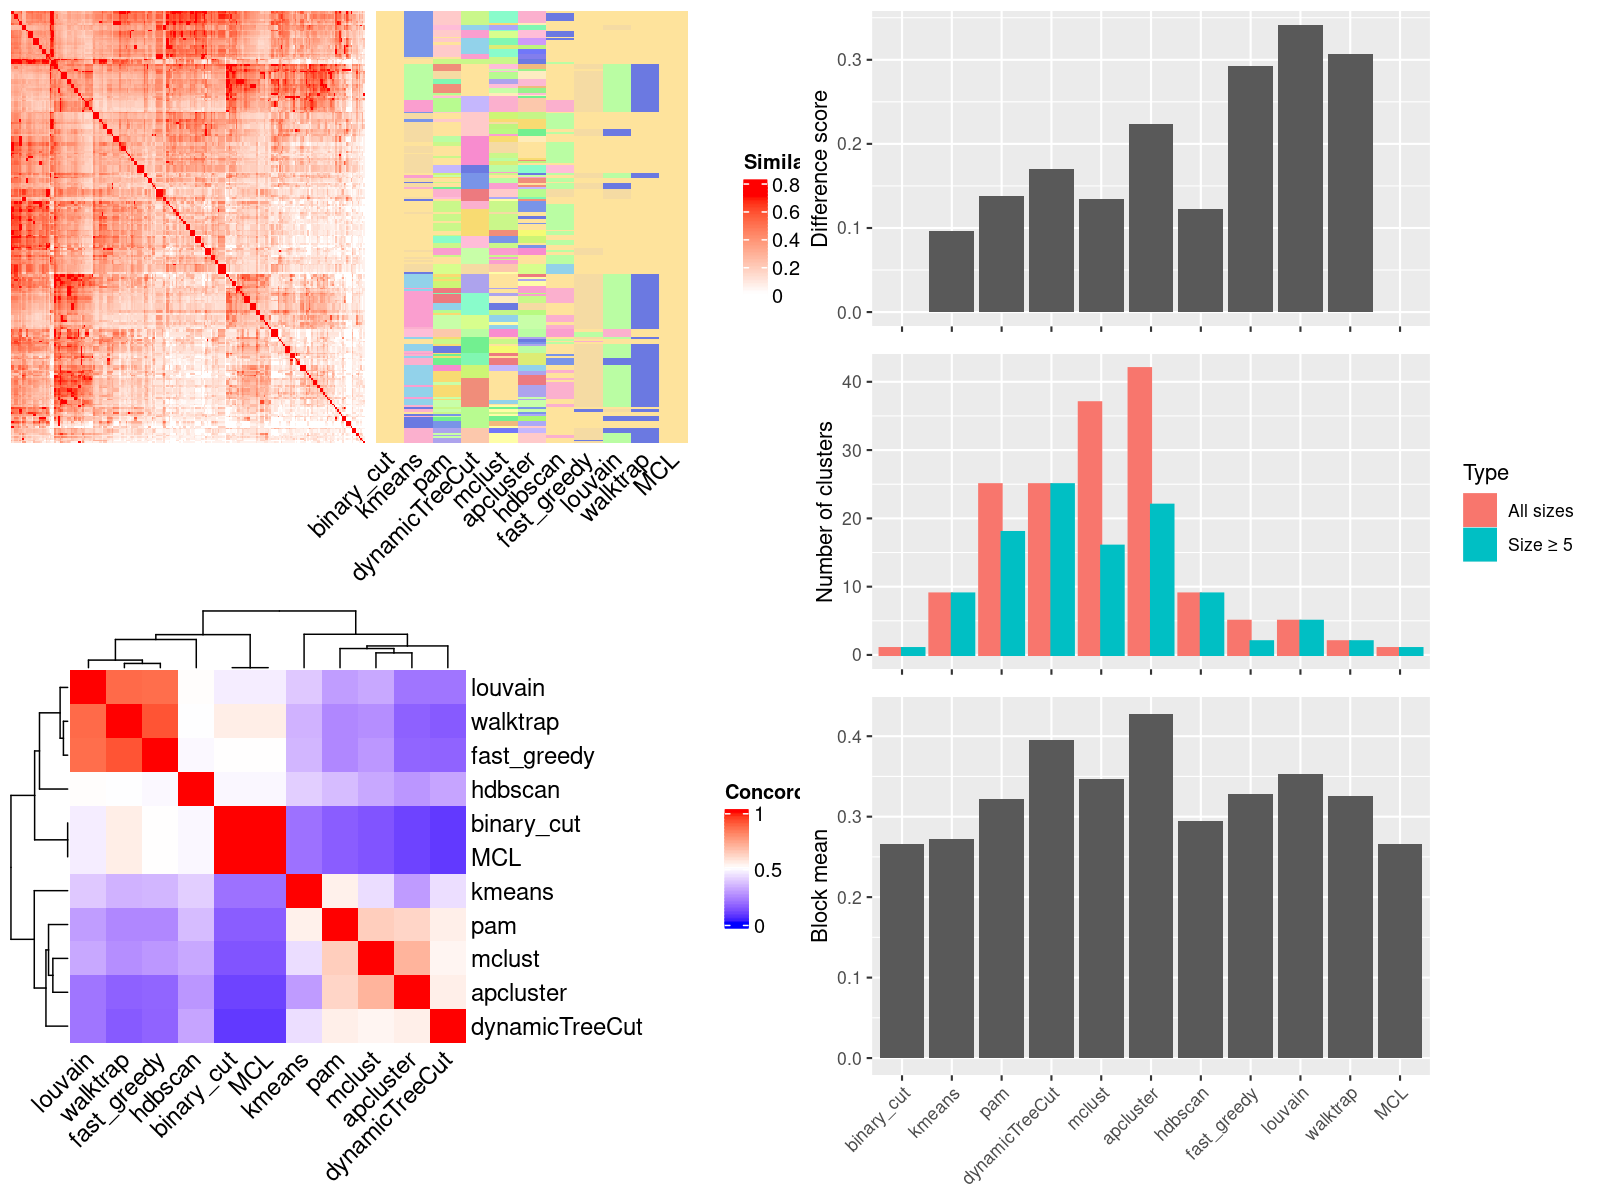 Simila
0.8
0.6
0.4
0.2
0
binary_cut
kmeans
pam
dynamicTreeCut
mclust
apcluster
hdbscan
fast_greedy
louvain
walktrap
MCL
louvain
walktrap
fast_greedy
hdbscan
binary_cut
MCL
kmeans
pam
mclust
apcluster
dynamicTreeCut
louvain
walktrap
fast_greedy
hdbscan
binary_cut
MCL
kmeans
pam
mclust
apcluster
dynamicTreeCut
Concord
1
0.5
0
Difference score
0.3
0.2
0.1
0.0
Number of clusters
40
30
20
10
0
Type
All sizes
Size ≥ 5
Block mean
0.4
0.3
0.2
0.1
0.0
binary_cut
kmeans
pam
dynamicTreeCut
mclust
apcluster
hdbscan
fast_greedy
louvain
walktrap
MCL